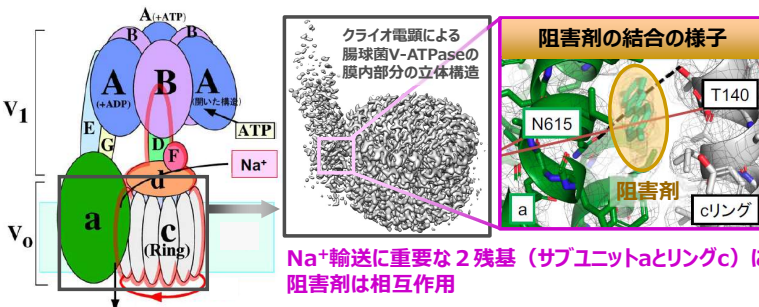 A(+ATP)
B
B
A
(+ADP)
B
A
(開いた構造)
V1
E
G
D
F
ATP
Na⁺
d
a
c
(Ring)
Vo
クライオ電顕による
腸球菌V-ATPaseの
膜内部分の立体構造
阻害剤の結合の様子
T140
N615
阻害剤
a
cリング
Na⁺輸送に重要な2残基(サブユニットaとリングc)に
阻害剤は相互作用